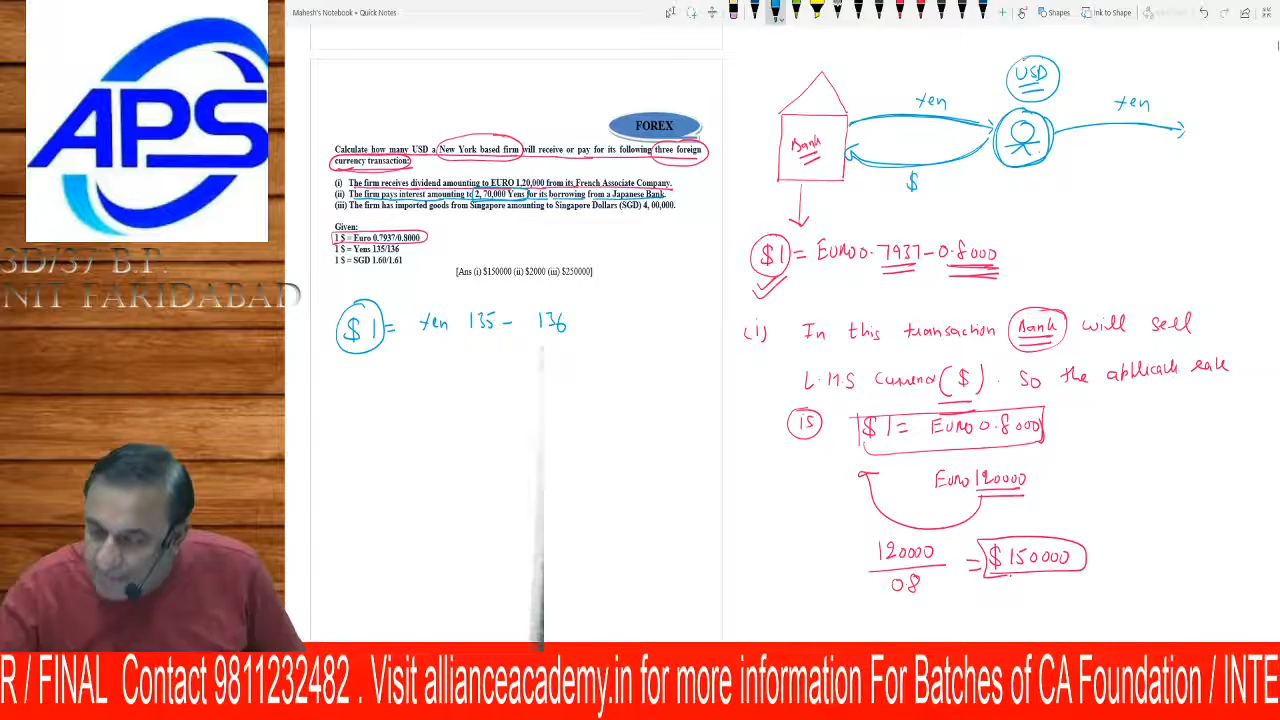 Mahesh's Notebook + Quick Notes
Shapes
Ink to Shape
APS
3D/37 B.P.
NIT FARIDABAD
FOREX
Calculate how many USD a New York based firm will receive or pay for its following three foreign
currency transaction:
(i) The firm receives dividend amounting to EURO 1,20,000 from its French Associate Company.
(ii) The firm pays interest amounting to 2, 70,000 Yens for its borrowing from a Japanese Bank.
(iii) The firm has imported goods from Singapore amounting to Singapore Dollars (SGD) 4, 00,000.
Given:
1 $ = Euro 0.7937/0.8000
1 $ = Yens 135/136
1 $ = SGD 1.60/1.61
[Ans (i) $150000 (ii) $2000 (iii) $250000]
$1 = Yen 135 - 136
USD
Yen
Yen
Bank
$
$1 = EURO 0.7937 - 0.8000
(i) In this transaction Bank will sell
L.H.S currency ($). So the applicable rate
is $1 = EURO 0.8000
Euro 120000
120000
0.8
= $150000
R / FINAL Contact 9811232482 . Visit allianceacademy.in for more information For Batches of CA Foundation / INTE